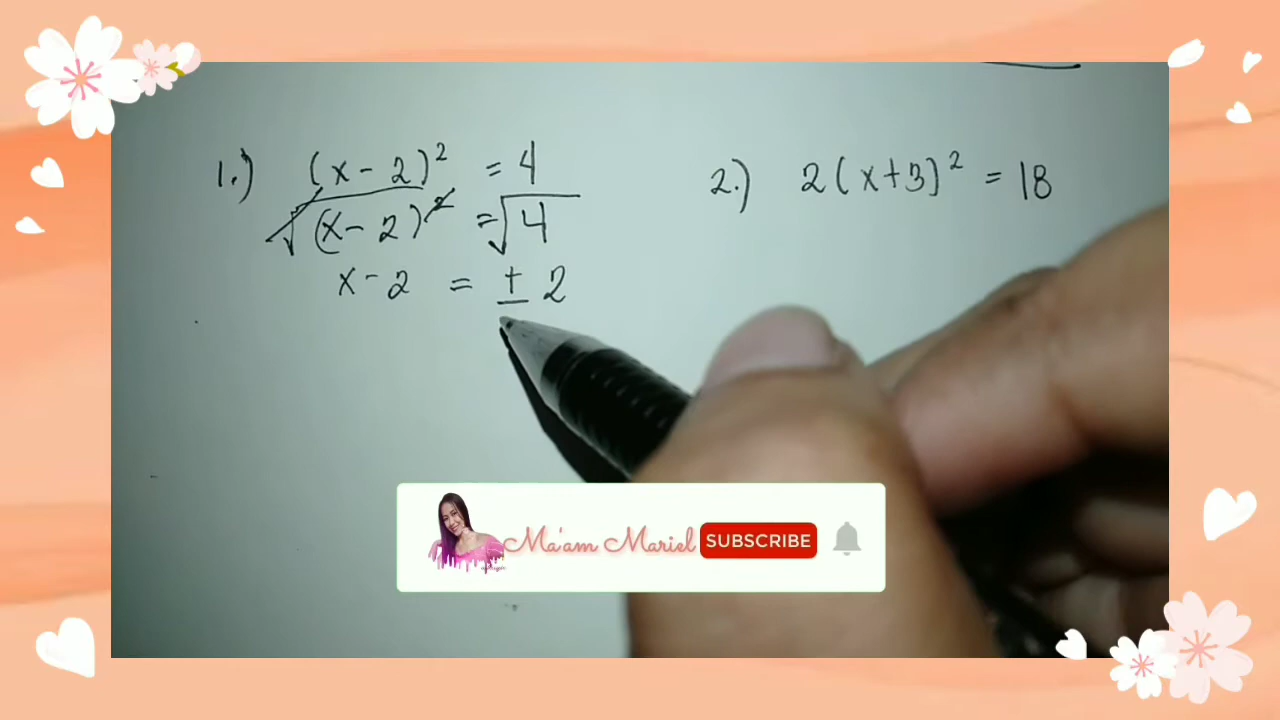 1.) (x - 2)² = 4
√(x - 2)² = √4
x - 2 = ± 2
2.) 2(x+3)² = 18
Ma'am Mariel SUBSCRIBE